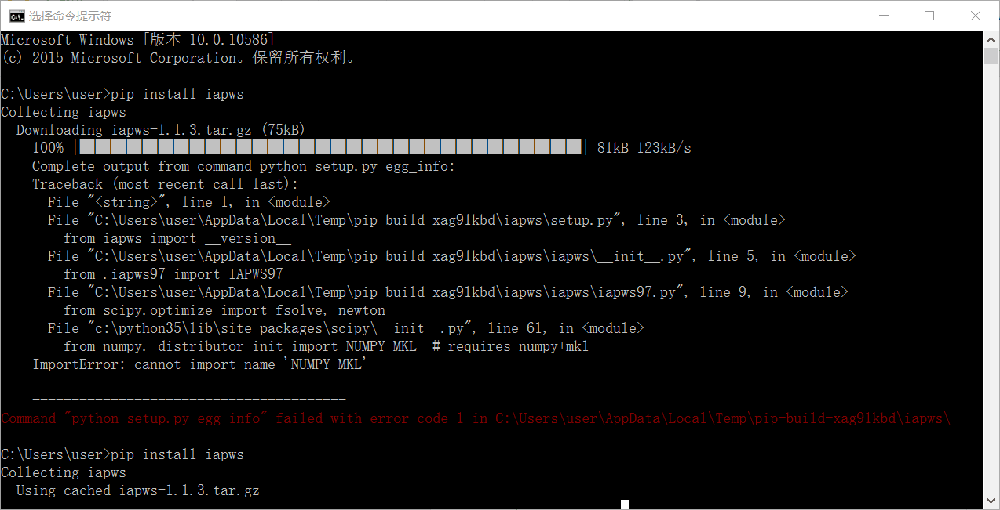 选择命令提示符
Microsoft Windows [版本 10.0.10586]
(c) 2015 Microsoft Corporation。保留所有权利。
C:\Users\user>pip install iapws
Collecting iapws
  Downloading iapws-1.1.3.tar.gz (75kB)
    100% |████████████████████████████████| 81kB 123kB/s
    Complete output from command python setup.py egg_info:
    Traceback (most recent call last):
      File "<string>", line 1, in <module>
      File "C:\Users\user\AppData\Local\Temp\pip-build-xag9lkbd\iapws\setup.py", line 3, in <module>
        from iapws import __version__
      File "C:\Users\user\AppData\Local\Temp\pip-build-xag9lkbd\iapws\iapws\__init__.py", line 5, in <module>
        from .iapws97 import IAPWS97
      File "C:\Users\user\AppData\Local\Temp\pip-build-xag9lkbd\iapws\iapws\iapws97.py", line 9, in <module>
        from scipy.optimize import fsolve, newton
      File "c:\python35\lib\site-packages\scipy\__init__.py", line 61, in <module>
        from numpy._distributor_init import NUMPY_MKL  # requires numpy+mkl
    ImportError: cannot import name 'NUMPY_MKL'
    ----------------------------------------
Command "python setup.py egg_info" failed with error code 1 in C:\Users\user\AppData\Local\Temp\pip-build-xag9lkbd\iapws\
C:\Users\user>pip install iapws
Collecting iapws
  Using cached iapws-1.1.3.tar.gz